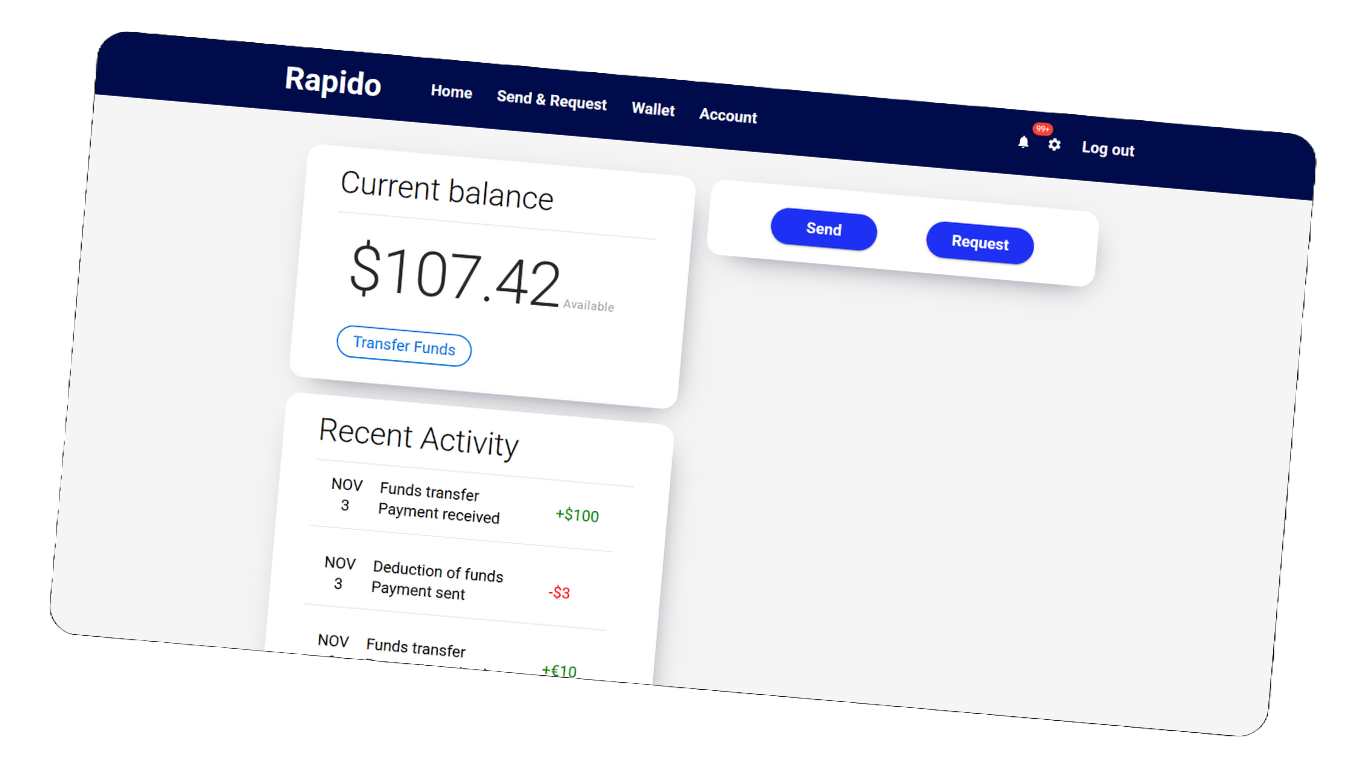 Rapido
Home
Send & Request
Wallet
Account
99+
Log out
Current balance
$107.42 Available
Transfer Funds
Send
Request
Recent Activity
NOV 3
Funds transfer
Payment received
+$100
NOV 3
Deduction of funds
Payment sent
-$3
NOV
Funds transfer
+€10